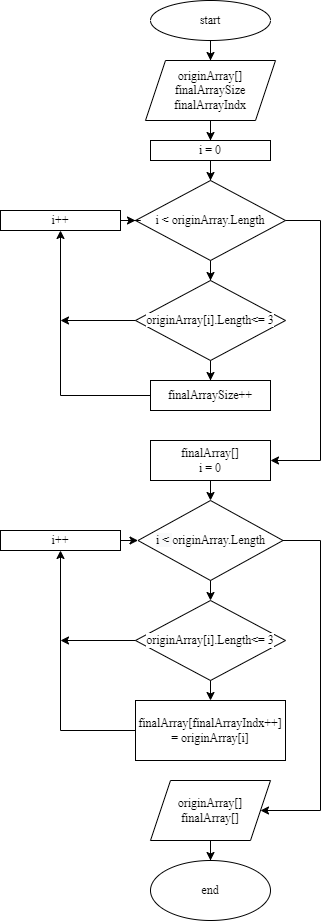 start
originArray[]
finalArraySize
finalArrayIndx
i = 0
i < originArray.Length
i++
originArray[i].Length<= 3
finalArraySize++
finalArray[]
i = 0
i < originArray.Length
i++
originArray[i].Length<= 3
finalArray[finalArrayIndx++]
= originArray[i]
originArray[]
finalArray[]
end